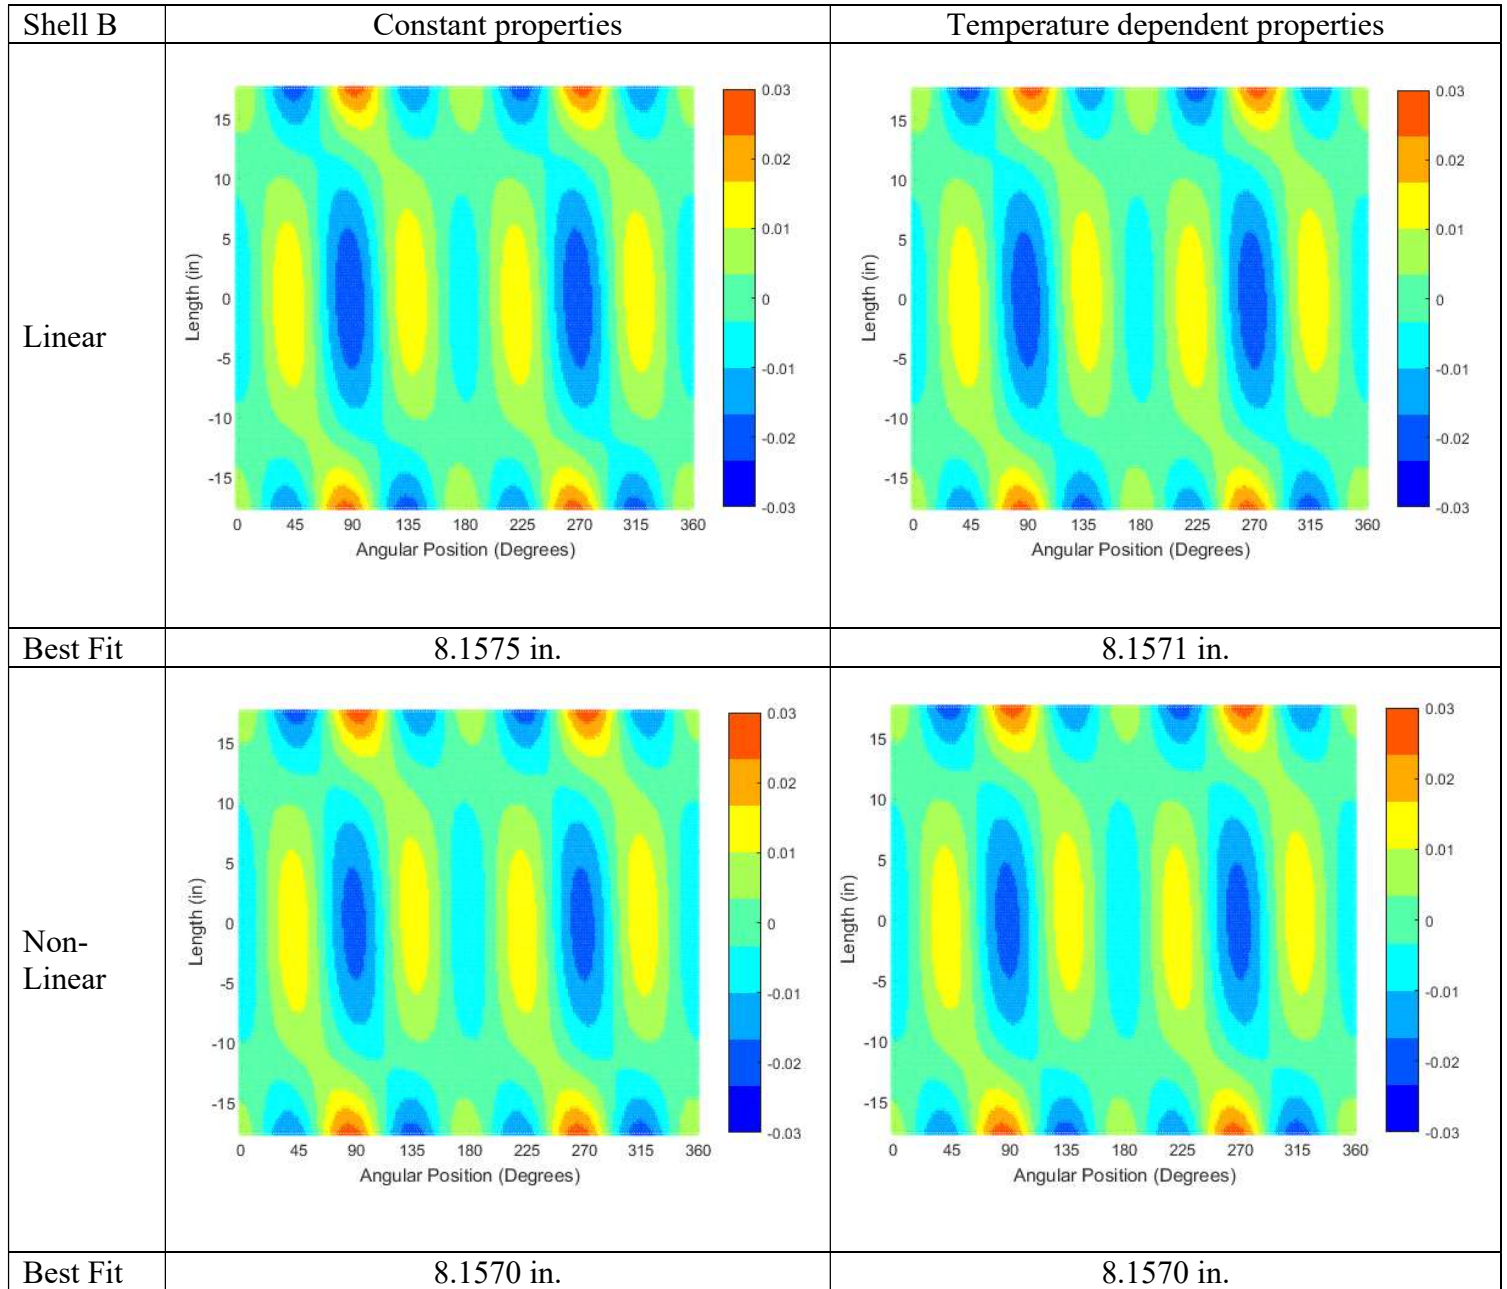 Shell B
Constant properties
Temperature dependent properties
Linear
15
10
5
0
-5
-10
-15
Length (in)
0 45 90 135 180 225 270 315 360
Angular Position (Degrees)
0.03
0.02
0.01
0
-0.01
-0.02
-0.03
15
10
5
0
-5
-10
-15
Length (in)
0 45 90 135 180 225 270 315 360
Angular Position (Degrees)
0.03
0.02
0.01
0
-0.01
-0.02
-0.03
Best Fit
8.1575 in.
8.1571 in.
Non-
Linear
15
10
5
0
-5
-10
-15
Length (in)
0 45 90 135 180 225 270 315 360
Angular Position (Degrees)
0.03
0.02
0.01
0
-0.01
-0.02
-0.03
15
10
5
0
-5
-10
-15
Length (in)
0 45 90 135 180 225 270 315 360
Angular Position (Degrees)
0.03
0.02
0.01
0
-0.01
-0.02
-0.03
Best Fit
8.1570 in.
8.1570 in.